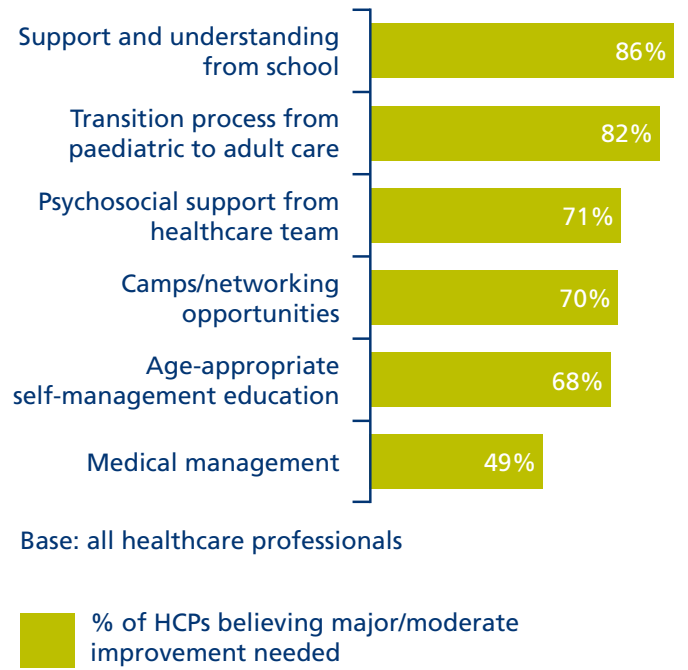 Support and understanding
from school
86%
Transition process from
paediatric to adult care
82%
Psychosocial support from
healthcare team
71%
Camps/networking
opportunities
70%
Age-appropriate
self-management education
68%
Medical management
49%
Base: all healthcare professionals
% of HCPs believing major/moderate
improvement needed